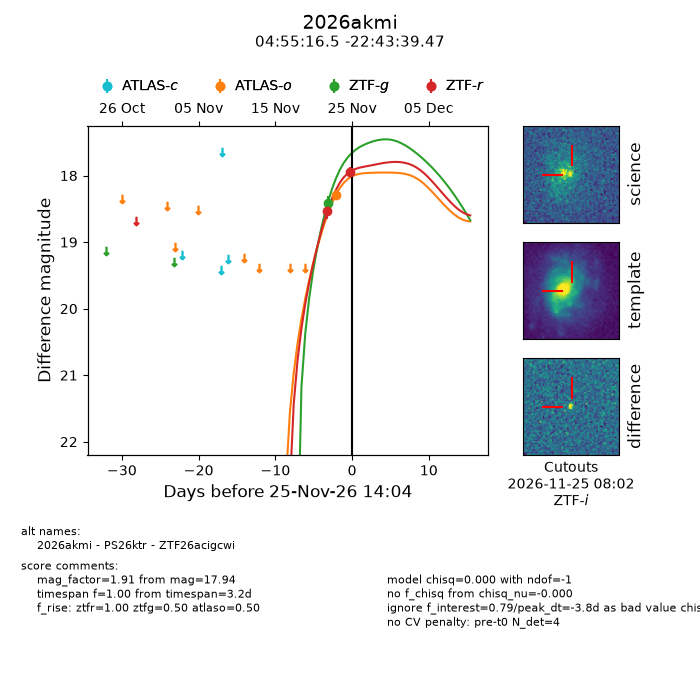 2026akmi
04:55:16.5 -22:43:39.47
ATLAS-c
ATLAS-o
ZTF-g
ZTF-r
26 Oct
05 Nov
15 Nov
25 Nov
05 Dec
Difference magnitude
18
19
20
21
22
−30
−20
−10
0
10
Days before 25-Nov-26 14:04
science
template
difference
Cutouts
2026-11-25 08:02
ZTF-i
alt names:
2026akmi - PS26ktr - ZTF26acigcwi
score comments:
mag_factor=1.91 from mag=17.94
timespan f=1.00 from timespan=3.2d
f_rise: ztfr=1.00 ztfg=0.50 atlaso=0.50
model chisq=0.000 with ndof=-1
no f_chisq from chisq_nu=-0.000
ignore f_interest=0.79/peak_dt=-3.8d as bad value chis
no CV penalty: pre-t0 N_det=4